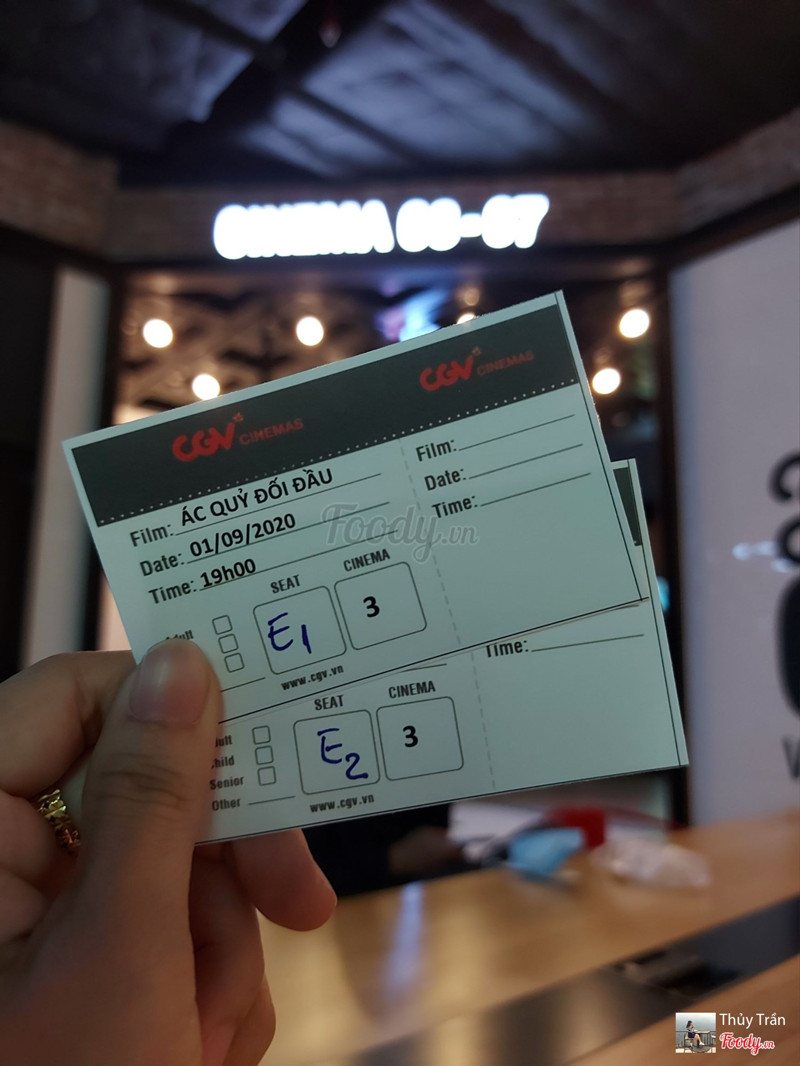 CINEMA 06-07
CGV CINEMAS
CGV CINEMAS
Film: ÁC QUỶ ĐỐI ĐẦU
Date: 01/09/2020
Time: 19h00
SEAT CINEMA
E1 3
www.cgv.vn
Film:
Date:
Time:
Foody.vn
SEAT CINEMA
E2 3
Senior
Other
www.cgv.vn
Time:
Thủy Trần
Foody.vn